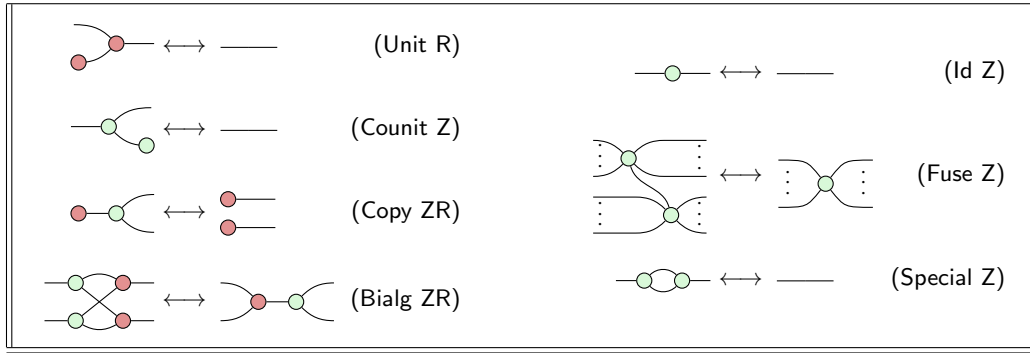 (Unit R)
(Counit Z)
(Copy ZR)
(Bialg ZR)
(Id Z)
(Fuse Z)
(Special Z)